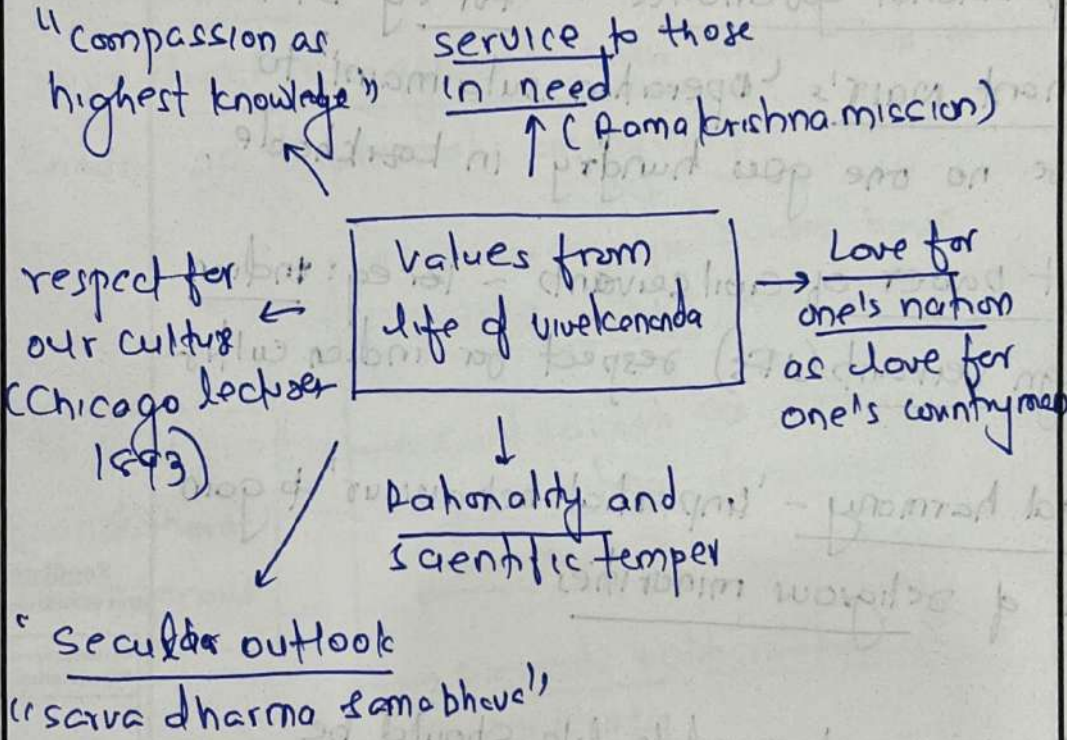 "Compassion as
highest knowledge"
service to those
in need
(Ramakrishna mission)
Values from
life of vivekananda
respect for
our culture
(Chicago lecture
1893)
Love for
one's nation
as love for
one's countrymen
Rationality and
scientific temper
secular outlook
"sarva dharma samabhava"